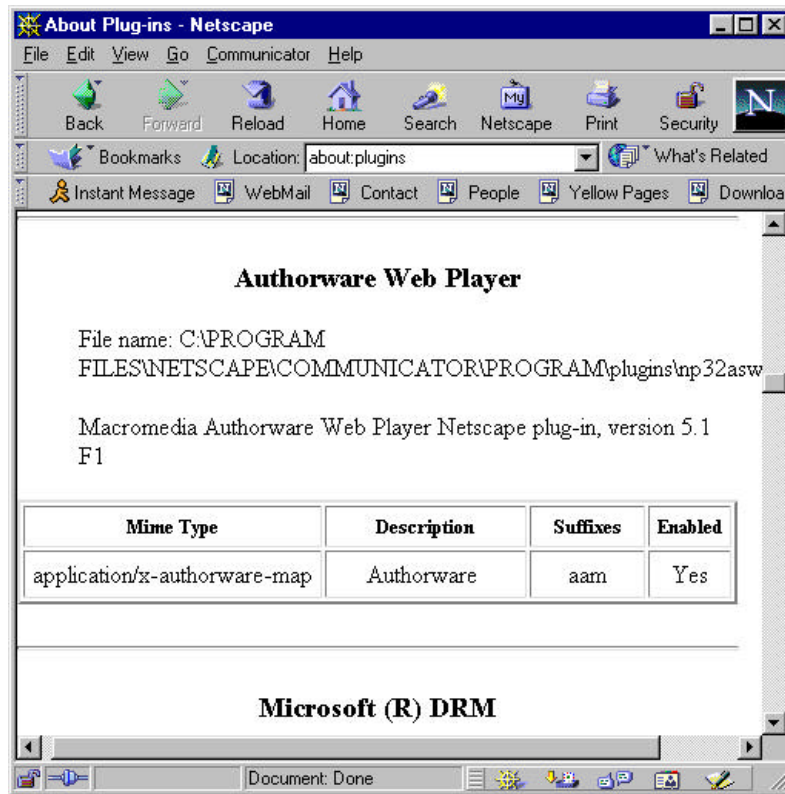 About Plug-ins - Netscape
File Edit View Go Communicator Help
My
N
Back Forward Reload Home Search Netscape Print Security
Bookmarks Location: about:plugins What's Related
Instant Message WebMail Contact People Yellow Pages Downloa
Authorware Web Player
File name: C:\PROGRAM
FILES\NETSCAPE\COMMUNICATOR\PROGRAM\plugins\np32asw
Macromedia Authorware Web Player Netscape plug-in, version 5.1
F1
Mime Type Description Suffixes Enabled
application/x-authorware-map Authorware aam Yes
Microsoft (R) DRM
Document: Done